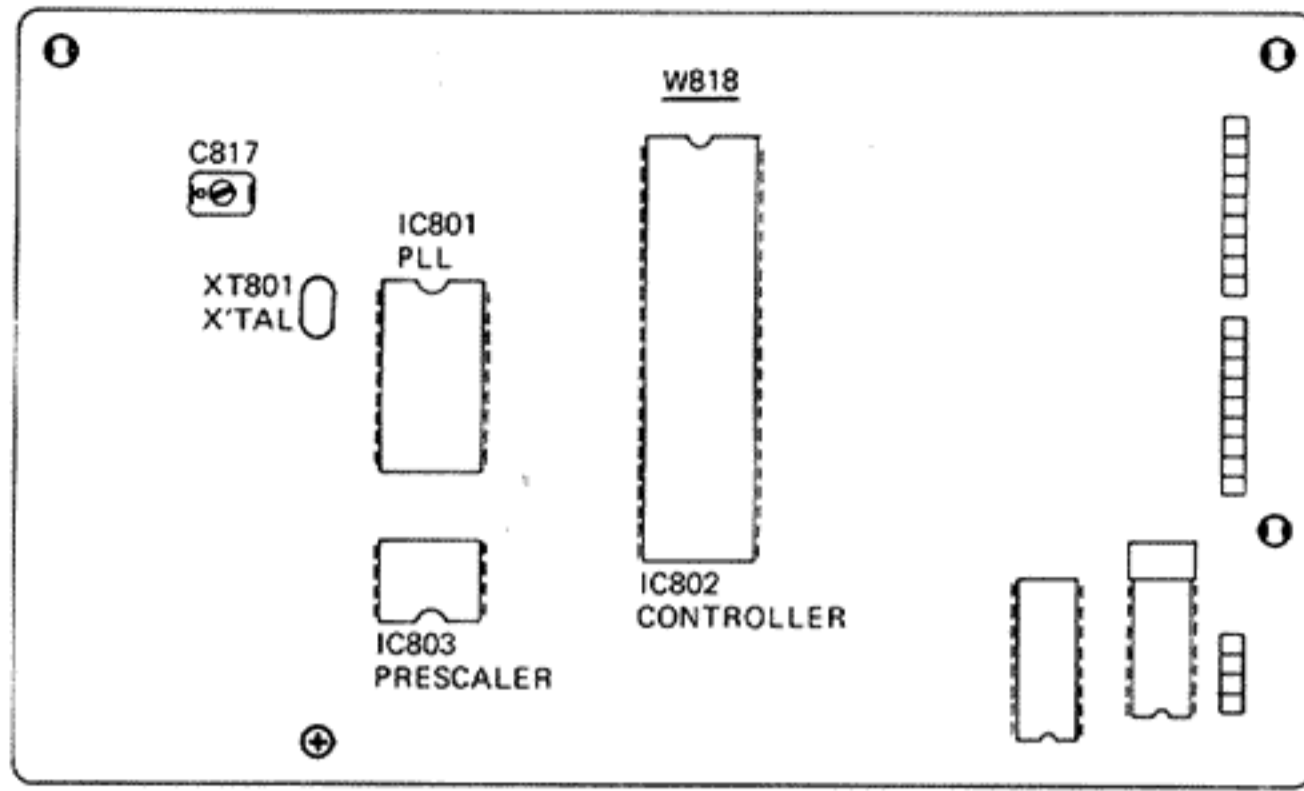 W818
C817
IC801
PLL
XT801
X'TAL
IC802
CONTROLLER
IC803
PRESCALER